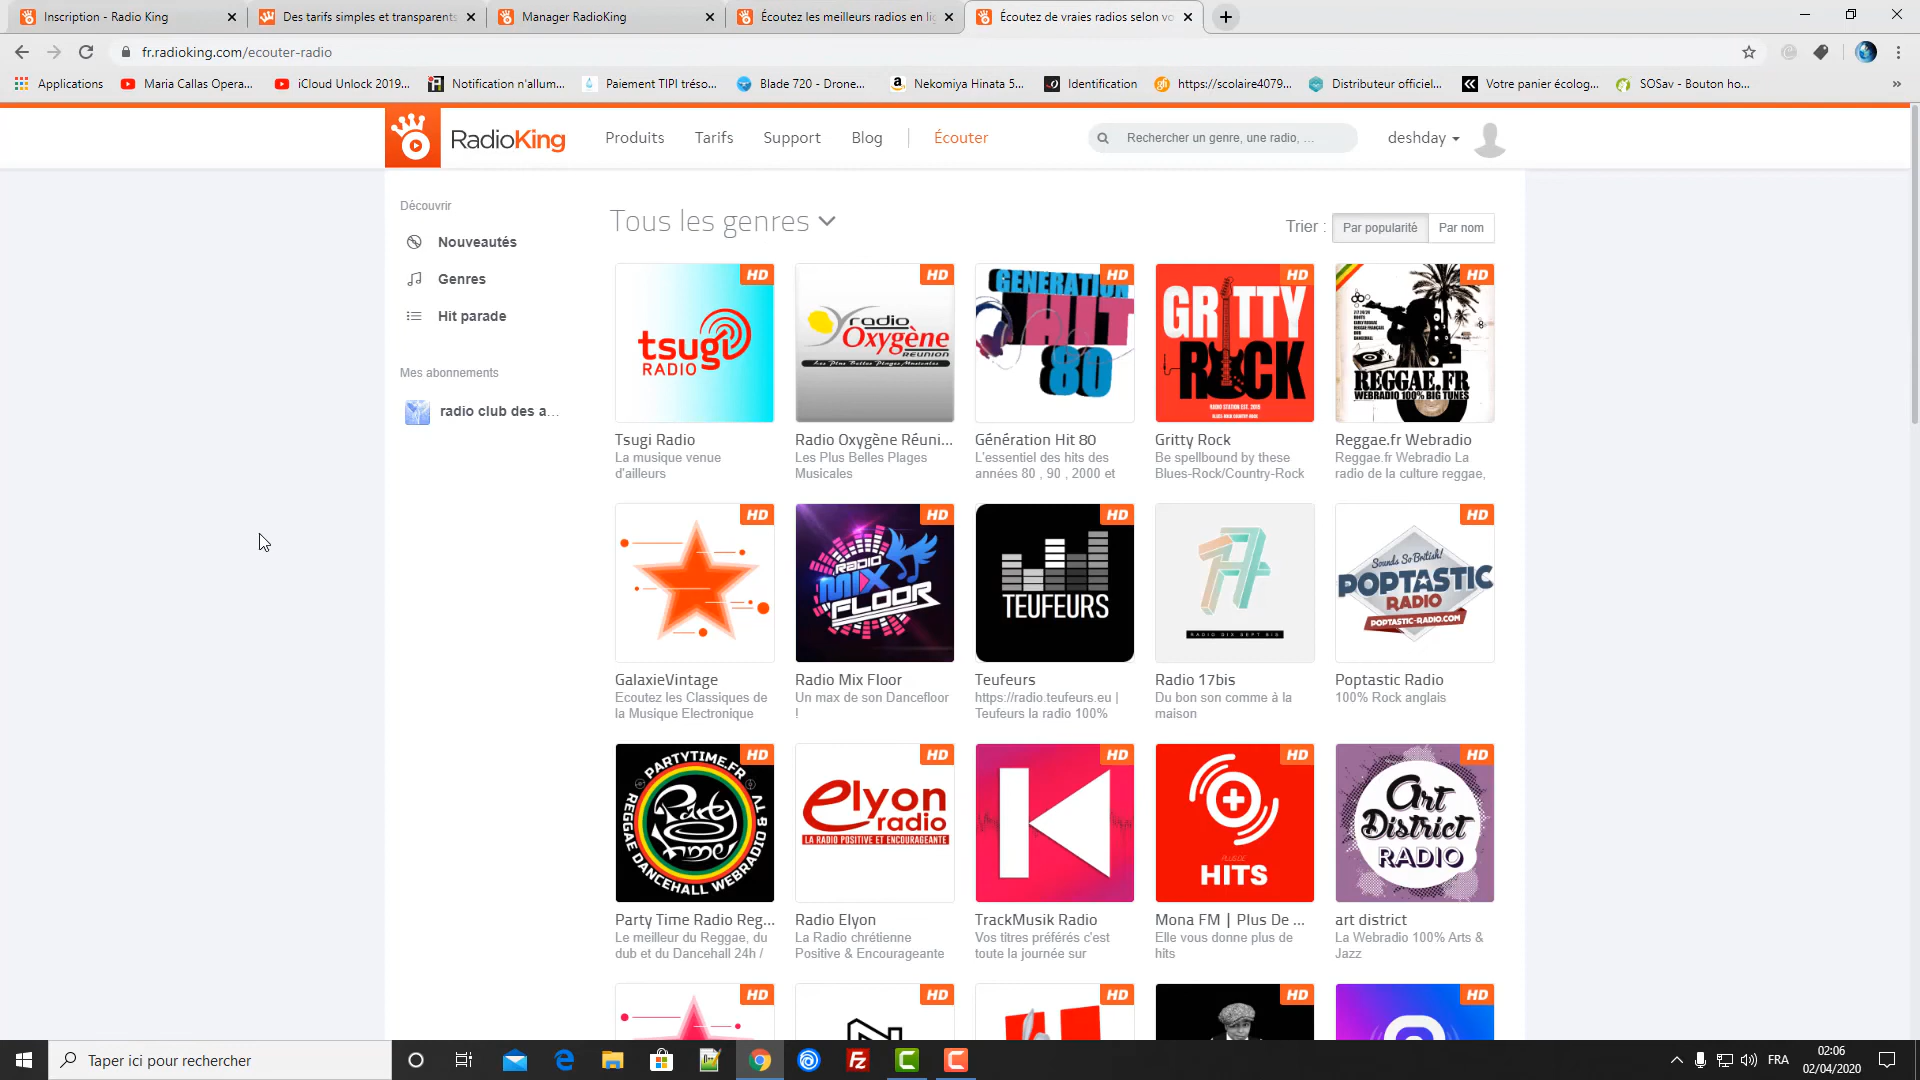 Inscription - Radio King
Des tarifs simples et transparents
Manager RadioKing
Écoutez les meilleurs radios en li
Écoutez de vraies radios selon vo
fr.radioking.com/ecouter-radio
Applications
Maria Callas Opera...
iCloud Unlock 2019...
Notification n'allum...
Paiement TIPI tréso...
Blade 720 - Drone...
Nekomiya Hinata 5...
Identification
https://scolaire4079...
Distributeur officiel...
Votre panier écolog...
SOSav - Bouton ho...
RadioKing
Produits
Tarifs
Support
Blog
Écouter
Rechercher un genre, une radio, ...
deshday
Découvrir
Nouveautés
Genres
Hit parade
Mes abonnements
radio club des a...
Tous les genres
Trier :
Par popularité
Par nom
HD
tsugi
RADIO
HD
radio
Oxygène
REUNION
Les Plus Belles Plages Musicales
HD
GENERATION
HIT
80
HD
GRITTY
ROCK
HD
REGGAE.FR
WEBRADIO 100% BIG TUNES
Tsugi Radio
La musique venue
d'ailleurs
Radio Oxygène Réuni...
Les Plus Belles Plages
Musicales
Génération Hit 80
L'essentiel des hits des
années 80 , 90 , 2000 et
Gritty Rock
Be spellbound by these
Blues-Rock/Country-Rock
Reggae.fr Webradio
Reggae.fr Webradio La
radio de la culture reggae,
HD
HD
RADIO
MIX
FLOOR
HD
TEUFEURS
RADIO DIX SEPT BIS
HD
Sounds So British!
POPTASTIC
RADIO
POPTASTIC-RADIO.COM
GalaxieVintage
Ecoutez les Classiques de
la Musique Electronique
Radio Mix Floor
Un max de son Dancefloor
!
Teufeurs
https://radio.teufeurs.eu |
Teufeurs la radio 100%
Radio 17bis
Du bon son comme à la
maison
Poptastic Radio
100% Rock anglais
HD
PARTYTIME.FR
Party Time
REGGAE DANCEHALL WEBRADIO & TV
HD
elyon
radio
LA RADIO POSITIVE ET ENCOURAGEANTE
HD
HD
PLUS DE
HITS
HD
Art
District
RADIO
Party Time Radio Reg...
Le meilleur du Reggae, du
dub et du Dancehall 24h /
Radio Elyon
La Radio chrétienne
Positive & Encourageante
TrackMusik Radio
Vos titres préférés c'est
toute la journée sur
Mona FM | Plus De ...
Elle vous donne plus de
hits
art district
La Webradio 100% Arts &
Jazz
HD
HD
HD
HD
HD
Taper ici pour rechercher
FRA
02:06
02/04/2020